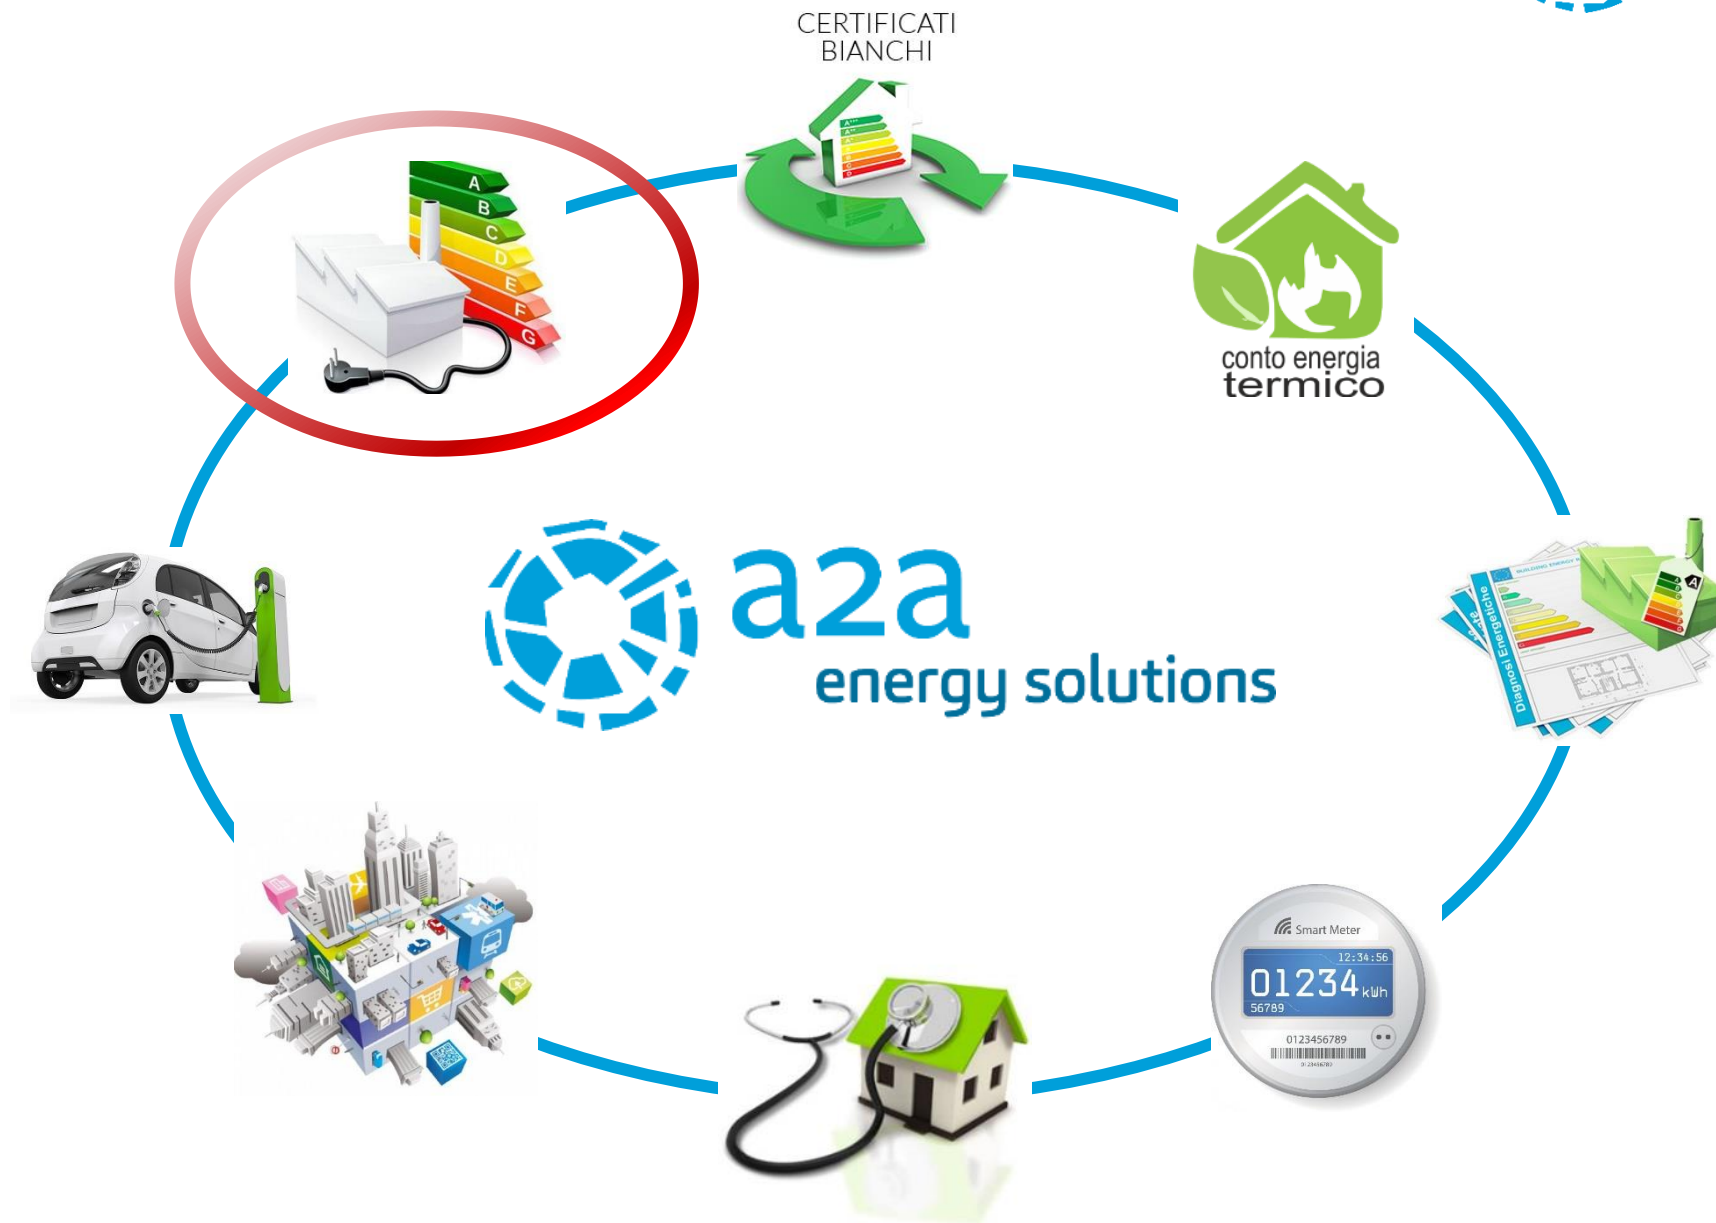 CERTIFICATI
BIANCHI
A
B
C
D
E
F
G
conto energia
termico
a2a
energy solutions
Diagnosi Energetiche
A
Smart Meter
12:34:56
01234 kWh
56789
0123456789